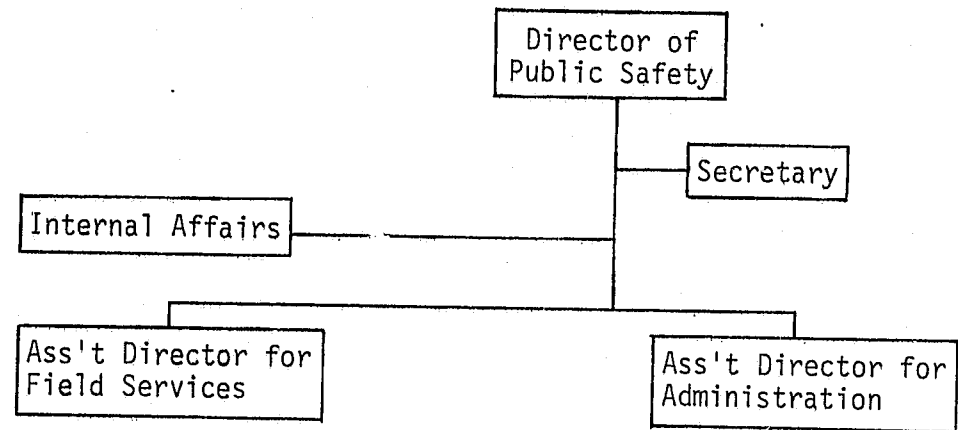 Director of
Public Safety
Secretary
Internal Affairs
Ass't Director for
Field Services
Ass't Director for
Administration